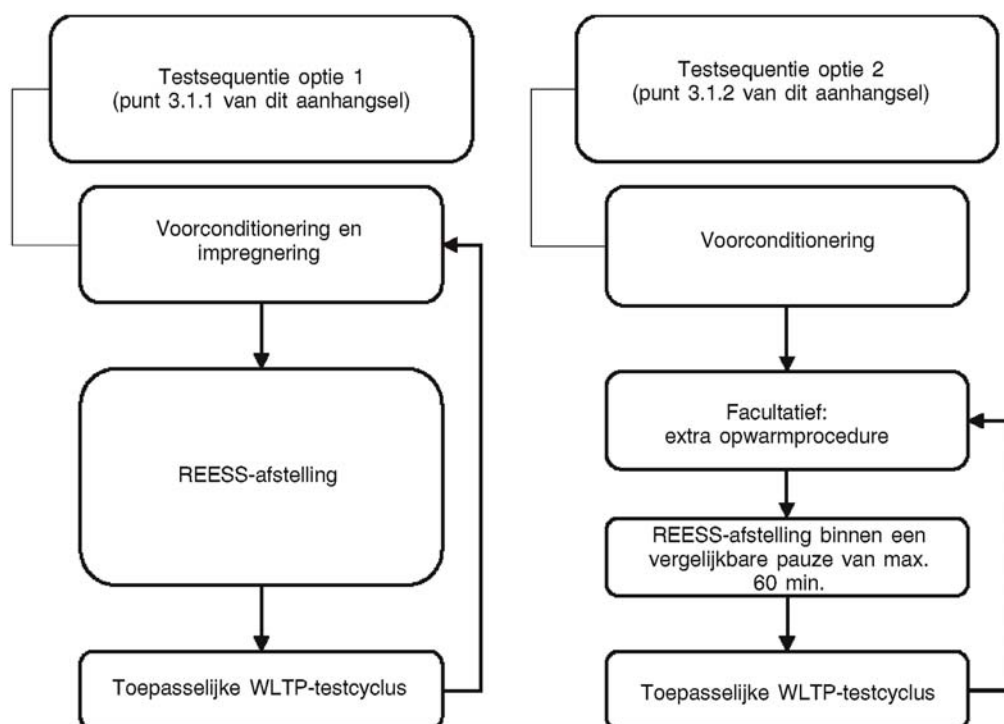 Testsequentie optie 1
(punt 3.1.1 van dit aanhangsel)
Voorconditionering en
impregnering
REESS-afstelling
Toepasselijke WLTP-testcyclus
Testsequentie optie 2
(punt 3.1.2 van dit aanhangsel)
Voorconditionering
Facultatief:
extra opwarmprocedure
REESS-afstelling binnen een
vergelijkbare pauze van max.
60 min.
Toepasselijke WLTP-testcyclus